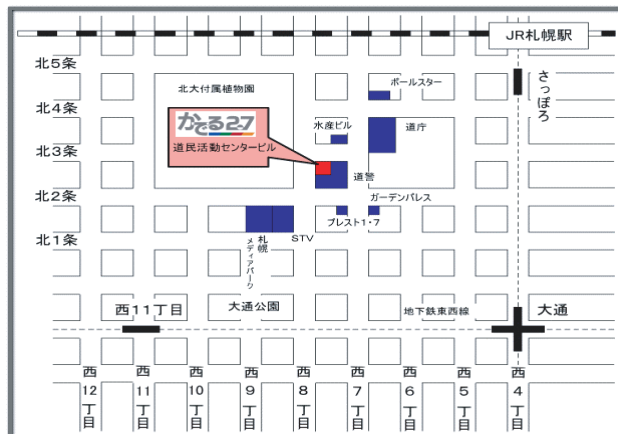 JR札幌駅
北5条
さっぽろ
ポールスター
北大付属植物園
北4条
かでる2・7
水産ビル
道庁
道民活動センタービル
北3条
道警
北2条
ガーデンパレス
プレスト1・7
北1条
札幌
メディアパーク
STV
西11丁目
大通公園
地下鉄東西線
大通
西12丁目
西11丁目
西10丁目
西9丁目
西8丁目
西7丁目
西6丁目
西5丁目
西4丁目